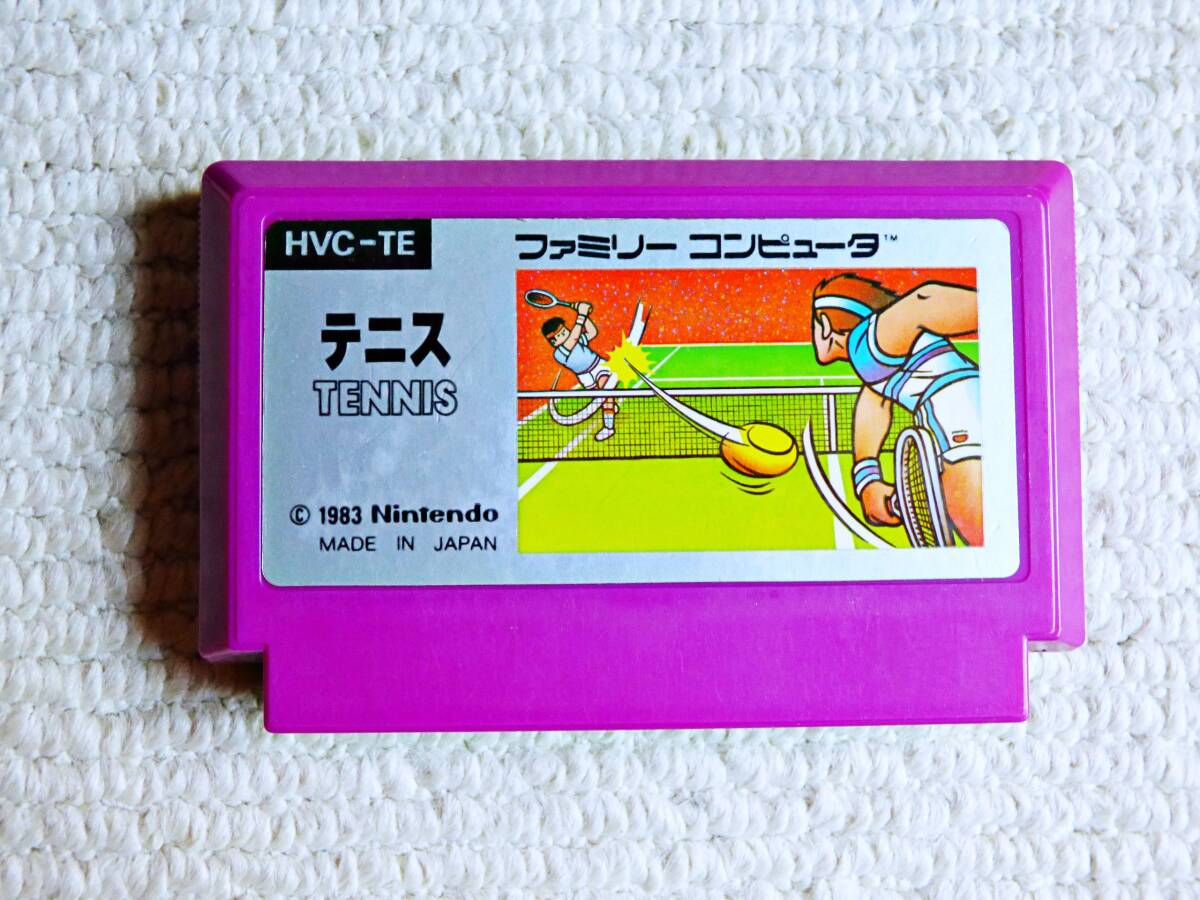 HVC-TE
ファミリー コンピュータ™
テニス
TENNIS
© 1983 Nintendo
MADE IN JAPAN